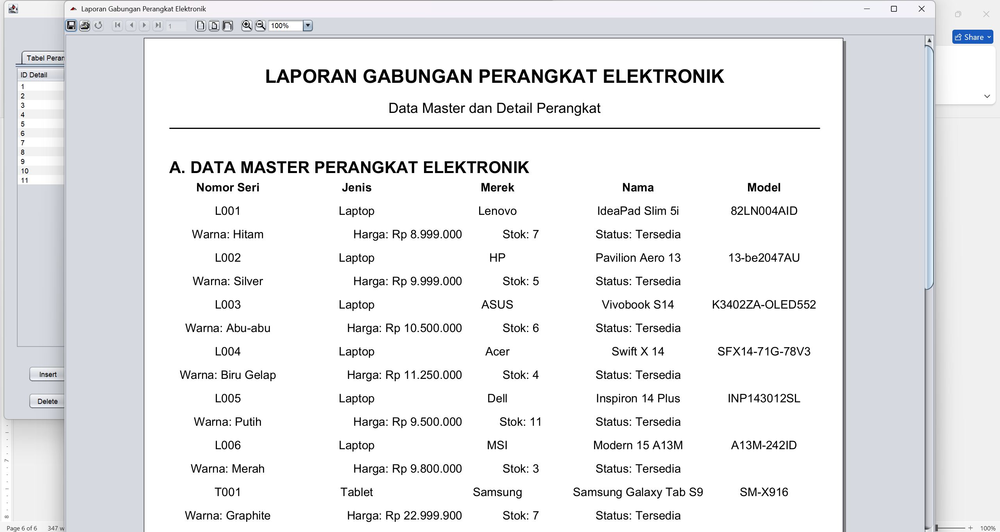 Laporan Gabungan Perangkat Elektronik
1
100%
Share
Tabel Peran
ID Detail
1
2
3
4
5
6
7
8
9
10
11
Insert
Delete
LAPORAN GABUNGAN PERANGKAT ELEKTRONIK
Data Master dan Detail Perangkat
A. DATA MASTER PERANGKAT ELEKTRONIK
Nomor Seri Jenis Merek Nama Model
L001 Laptop Lenovo IdeaPad Slim 5i 82LN004AID
Warna: Hitam Harga: Rp 8.999.000 Stok: 7 Status: Tersedia
L002 Laptop HP Pavilion Aero 13 13-be2047AU
Warna: Silver Harga: Rp 9.999.000 Stok: 5 Status: Tersedia
L003 Laptop ASUS Vivobook S14 K3402ZA-OLED552
Warna: Abu-abu Harga: Rp 10.500.000 Stok: 6 Status: Tersedia
L004 Laptop Acer Swift X 14 SFX14-71G-78V3
Warna: Biru Gelap Harga: Rp 11.250.000 Stok: 4 Status: Tersedia
L005 Laptop Dell Inspiron 14 Plus INP143012SL
Warna: Putih Harga: Rp 9.500.000 Stok: 11 Status: Tersedia
L006 Laptop MSI Modern 15 A13M A13M-242ID
Warna: Merah Harga: Rp 9.800.000 Stok: 3 Status: Tersedia
T001 Tablet Samsung Samsung Galaxy Tab S9 SM-X916
Warna: Graphite Harga: Rp 22.999.900 Stok: 7 Status: Tersedia
7
8
Page 6 of 6 347 w
100%